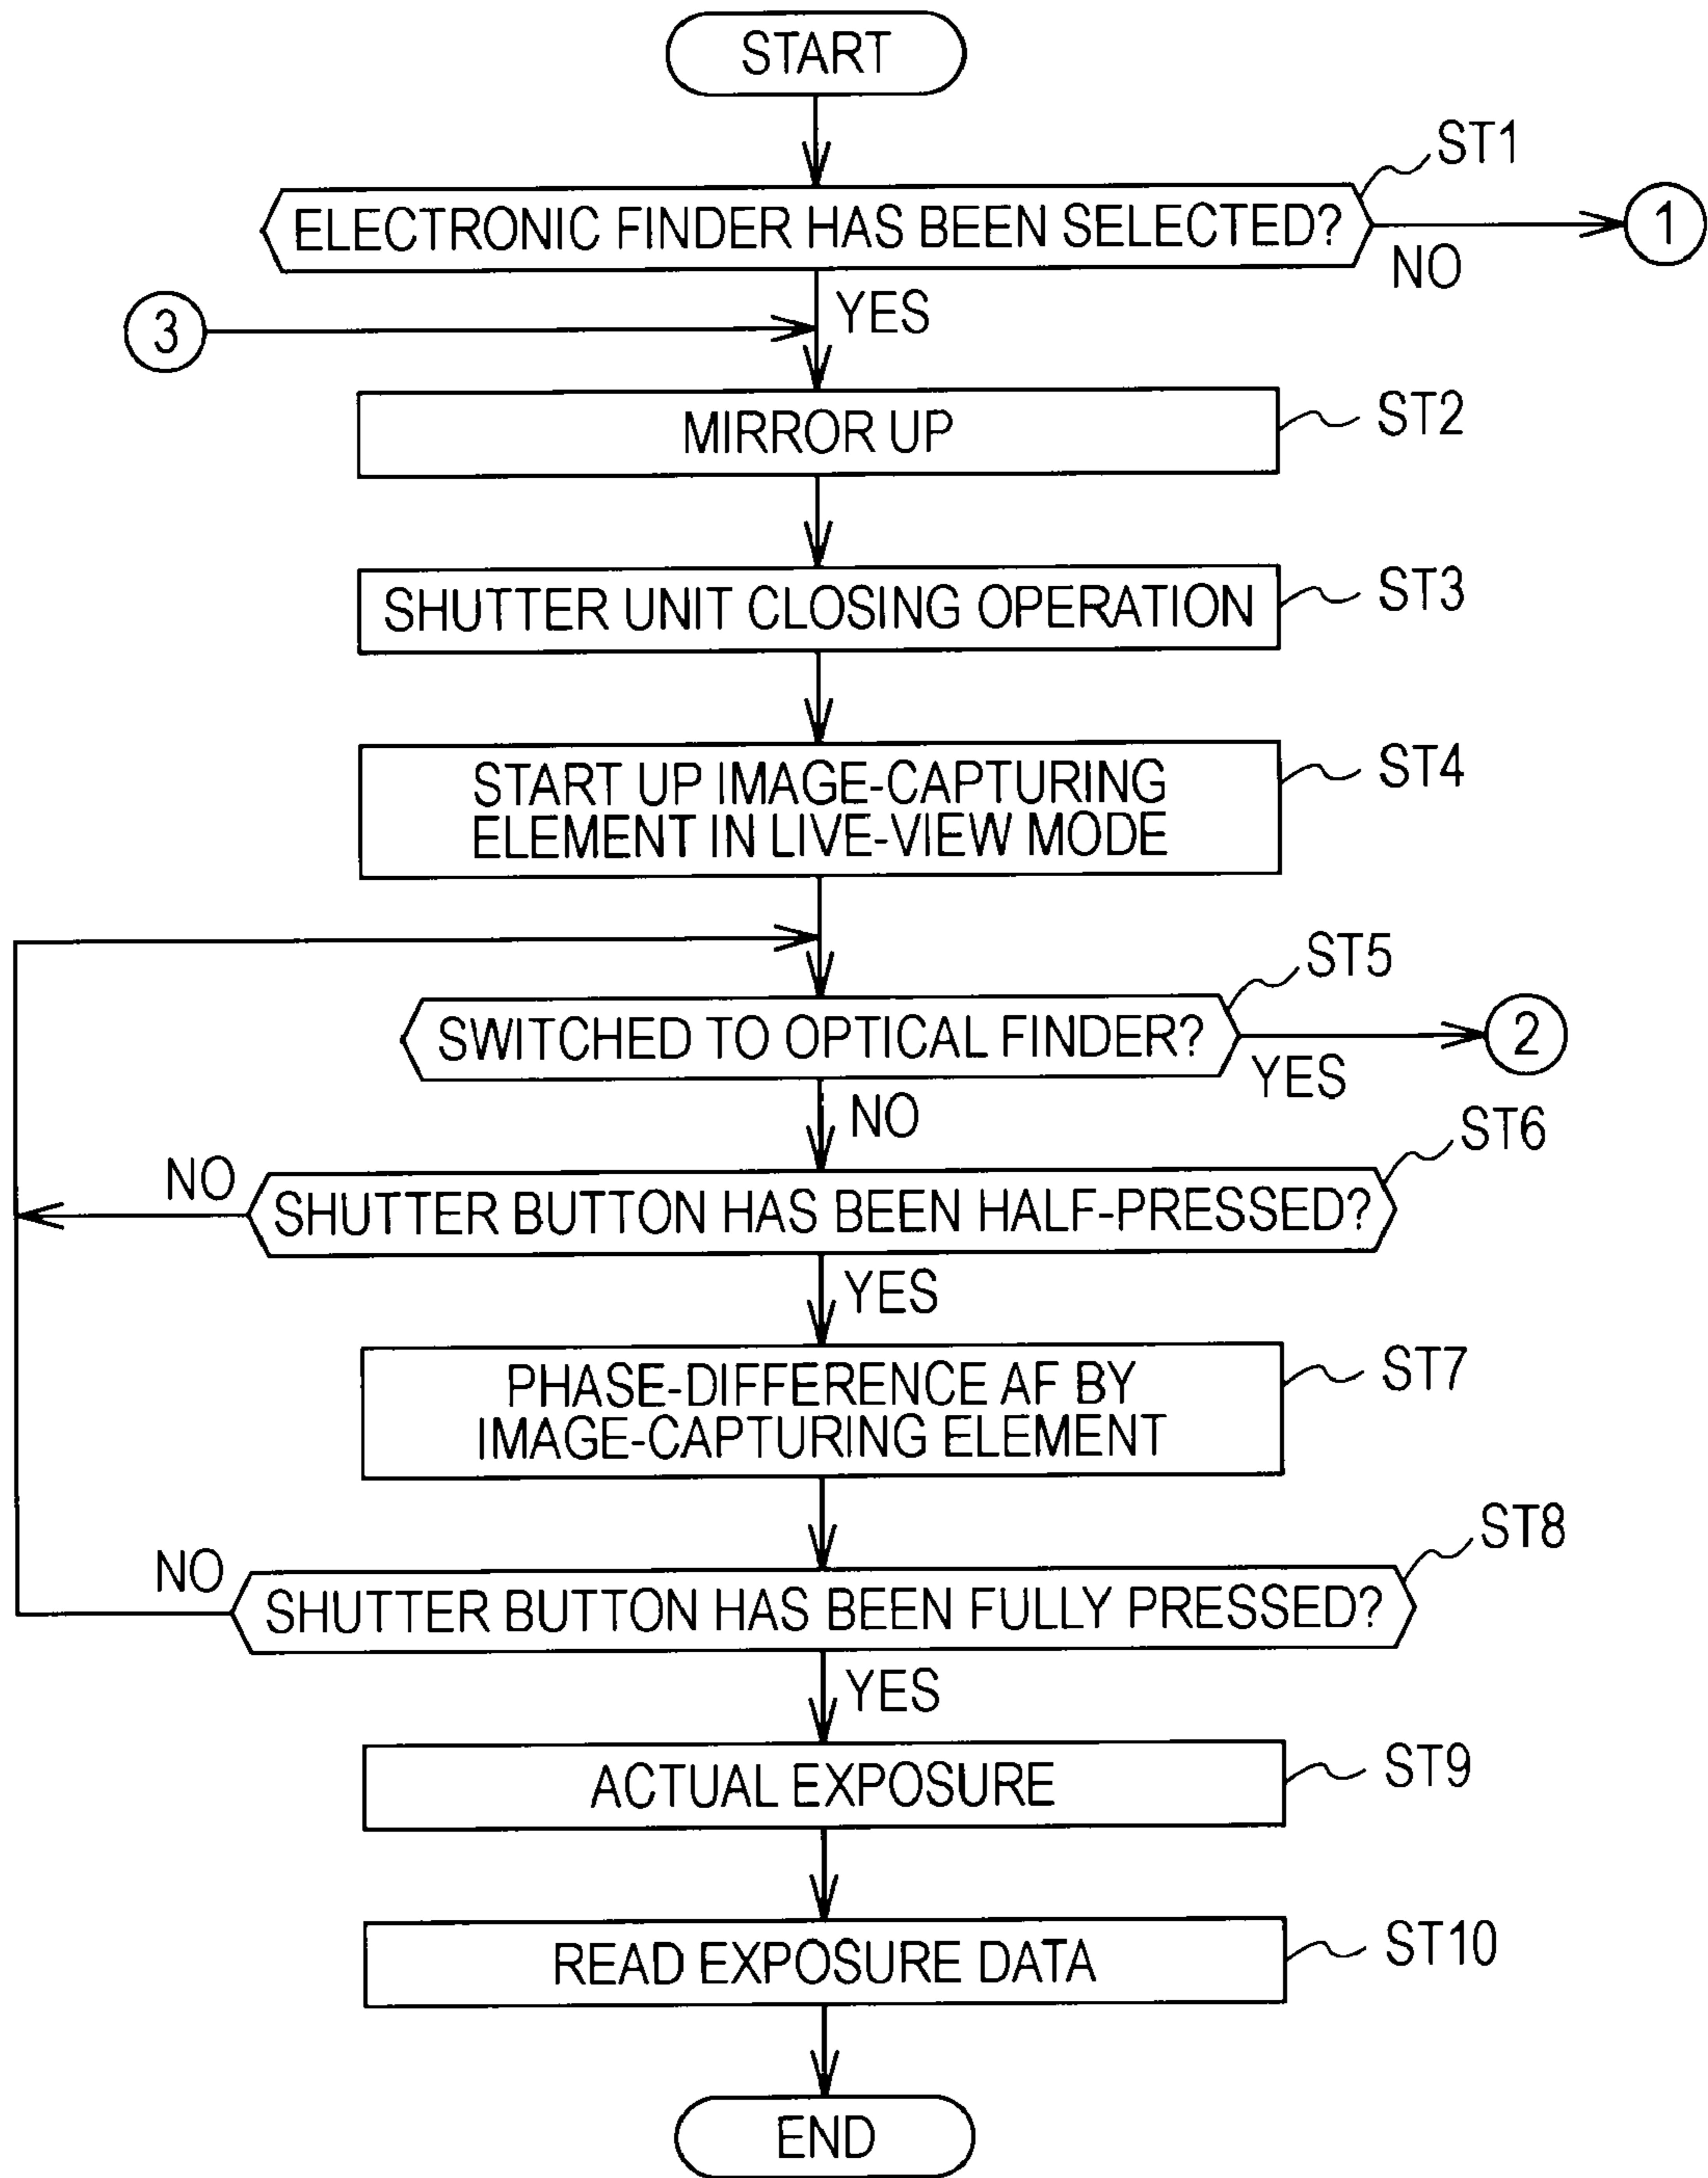 START
ST1
ELECTRONIC FINDER HAS BEEN SELECTED?
1
NO
YES
3
MIRROR UP
ST2
SHUTTER UNIT CLOSING OPERATION
ST3
START UP IMAGE-CAPTURING
ELEMENT IN LIVE-VIEW MODE
ST4
ST5
SWITCHED TO OPTICAL FINDER?
2
YES
NO
ST6
NO
SHUTTER BUTTON HAS BEEN HALF-PRESSED?
YES
PHASE-DIFFERENCE AF BY
IMAGE-CAPTURING ELEMENT
ST7
ST8
NO
SHUTTER BUTTON HAS BEEN FULLY PRESSED?
YES
ACTUAL EXPOSURE
ST9
READ EXPOSURE DATA
ST10
END